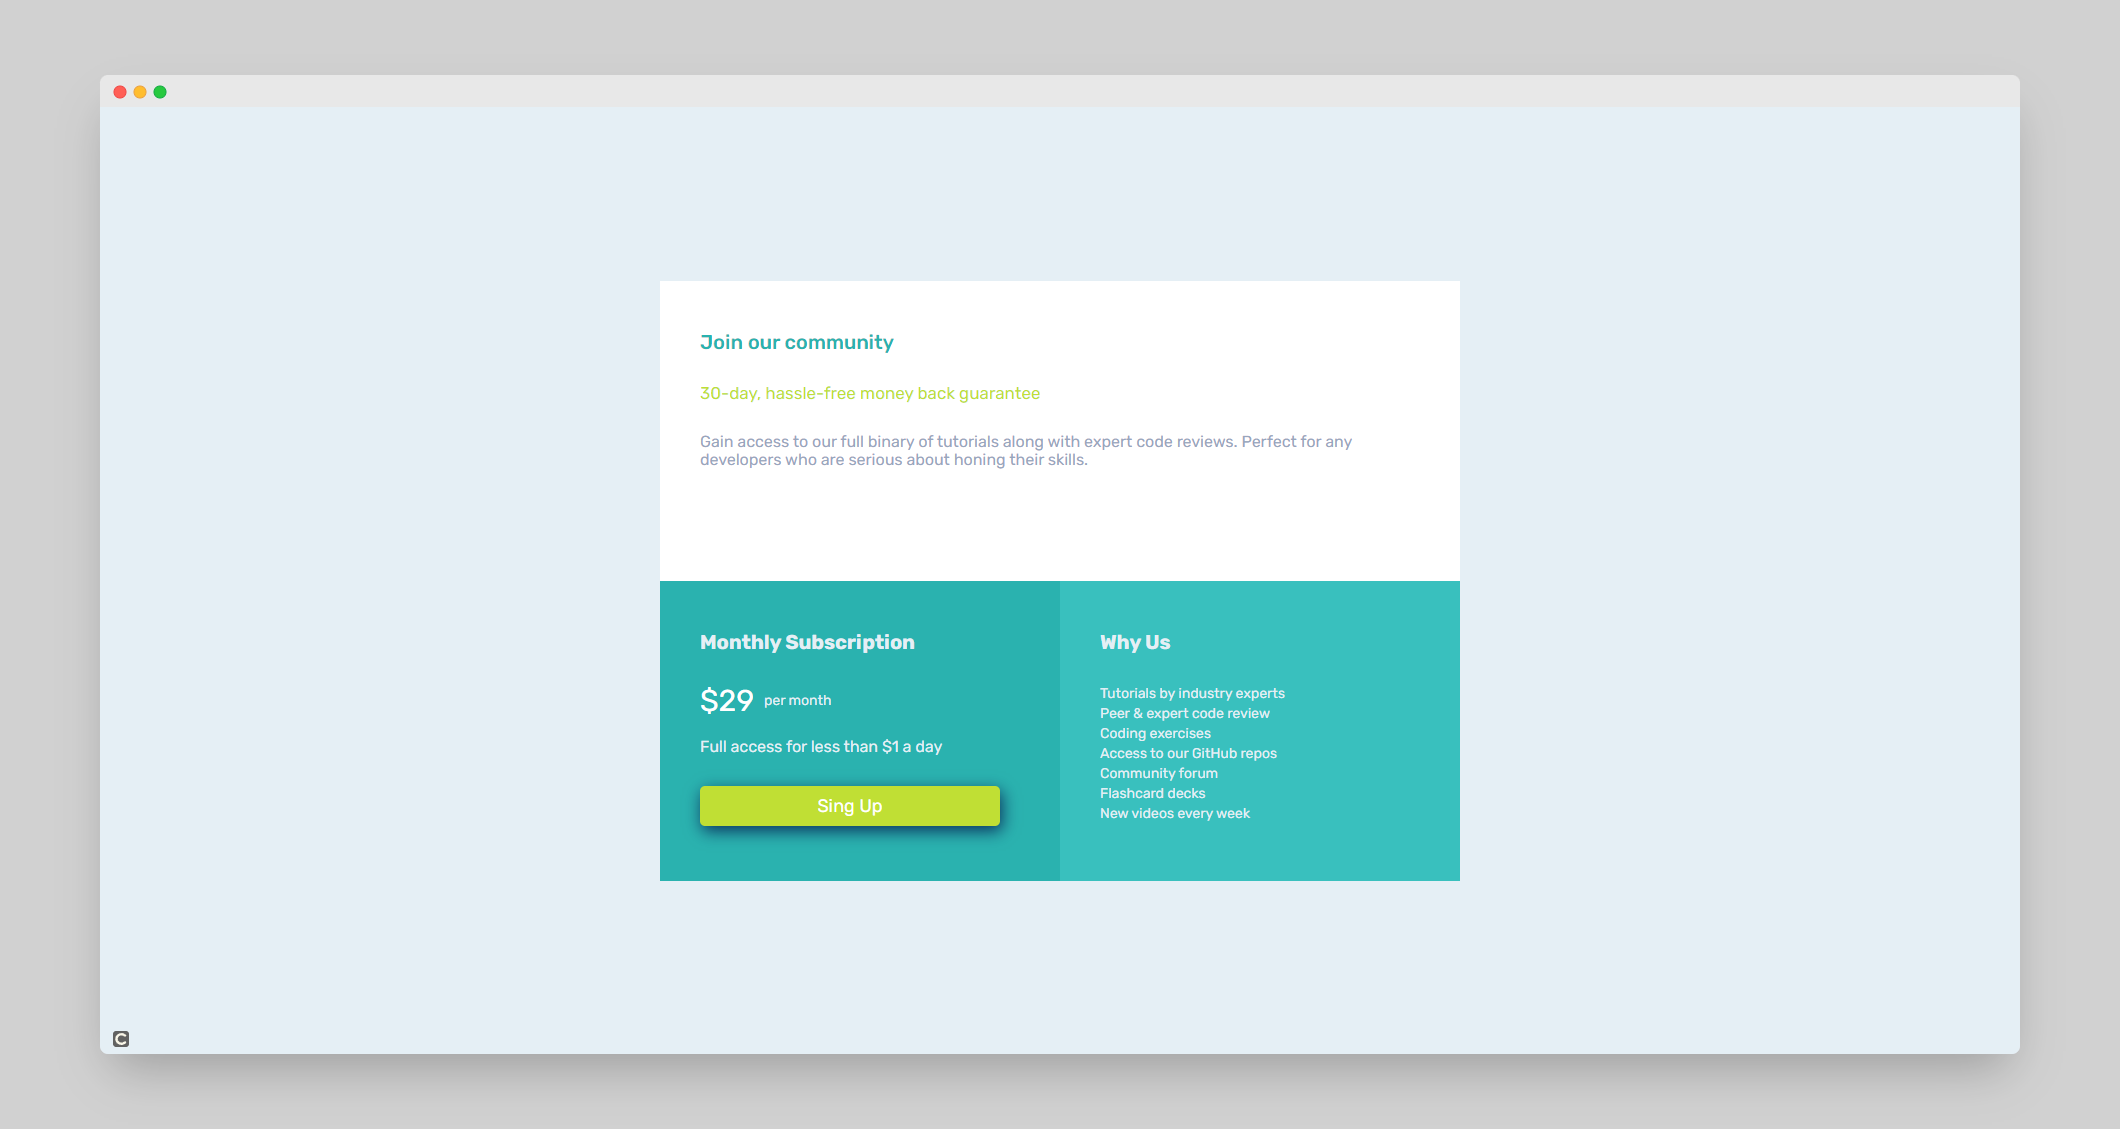 Join our community
30-day, hassle-free money back guarantee
Gain access to our full binary of tutorials along with expert code reviews. Perfect for any
developers who are serious about honing their skills.
Monthly Subscription
$29 per month
Full access for less than $1 a day
Sing Up
Why Us
Tutorials by industry experts
Peer & expert code review
Coding exercises
Access to our GitHub repos
Community forum
Flashcard decks
New videos every week
C